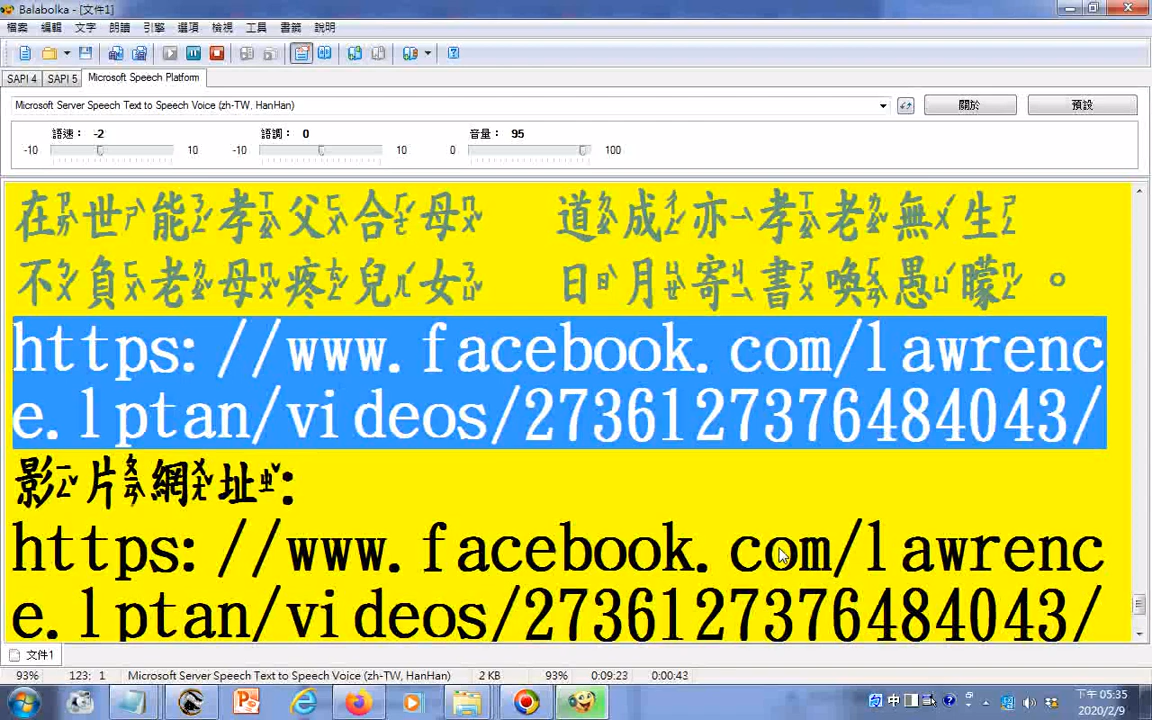 Balabolka - [文件1]
檔案 編輯 文字 朗讀 引擎 選項 檢視 工具 書籤 說明
SAPI 4 SAPI 5 Microsoft Speech Platform
Microsoft Server Speech Text to Speech Voice (zh-TW, HanHan) 關於 預設
語速： -2 語調： 0 音量： 95
-10 10 -10 10 0 100
在世能孝父合母 道成亦孝老無生
不負老母疼兒女 日月寄書喚愚矇。
https://www.facebook.com/lawrenc
e.lptan/videos/2736127376484043/
影片網址:
https://www.facebook.com/lawrenc
e.lptan/videos/2736127376484043/
文件1
93% 123: 1 Microsoft Server Speech Text to Speech Voice (zh-TW, HanHan) 2 KB 93% 0:09:23 0:00:43
中 下午 05:35
2020/2/9